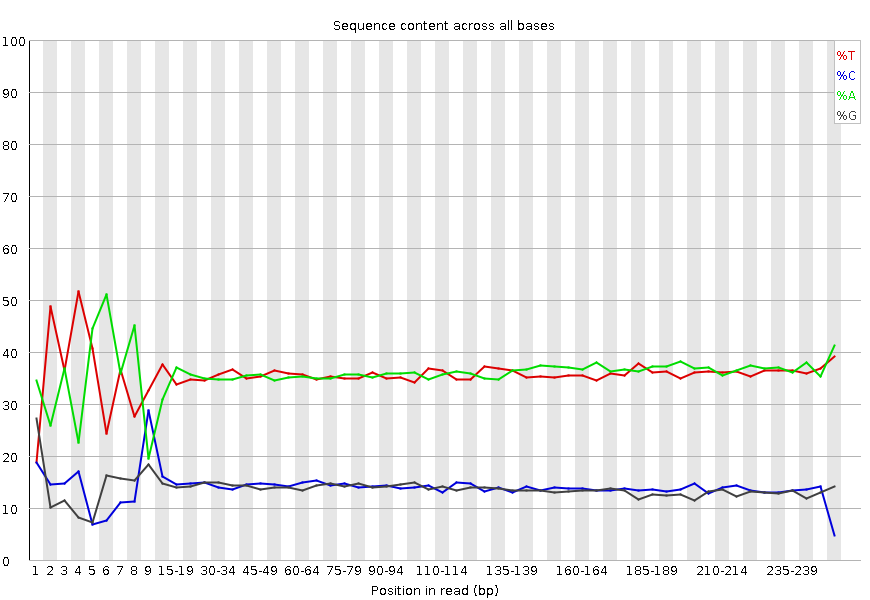 Sequence content across all bases
100
90
80
70
60
50
40
30
20
10
0
%T
%C
%A
%G
1 2 3 4 5 6 7 8 9 15-19 30-34 45-49 60-64 75-79 90-94 110-114 135-139 160-164 185-189 210-214 235-239
Position in read (bp)